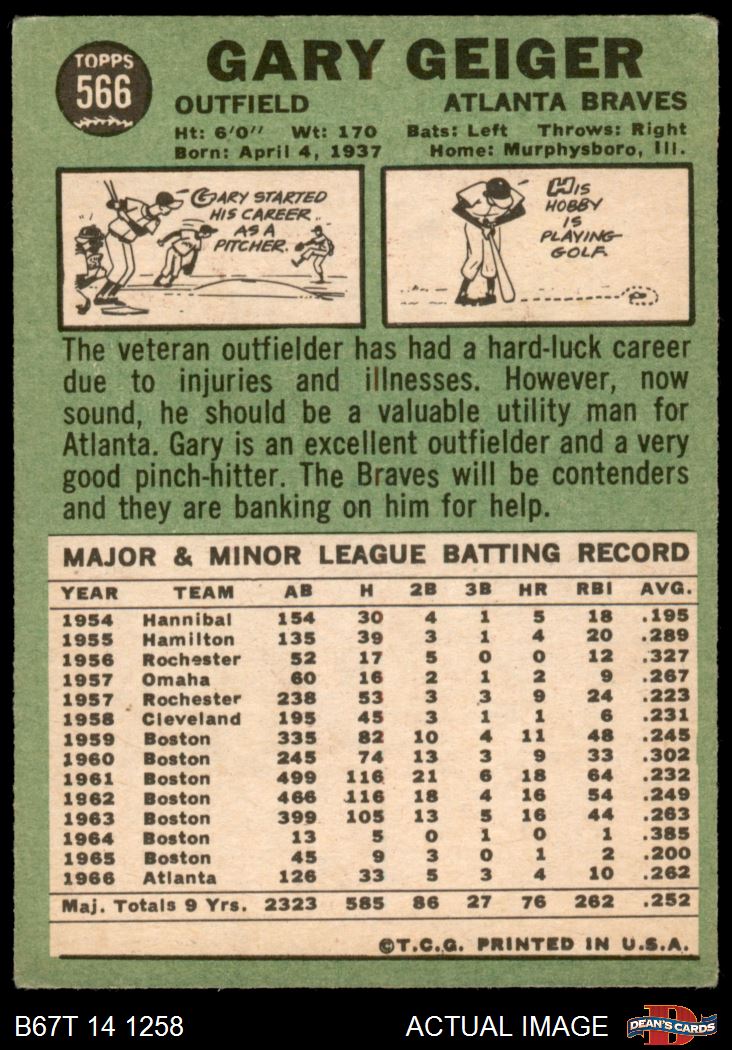 TOPPS
566
GARY GEIGER
OUTFIELD ATLANTA BRAVES
Ht: 6'0" Wt: 170 Bats: Left Throws: Right
Born: April 4, 1937 Home: Murphysboro, Ill.
GARY STARTED
HIS CAREER..
AS A
PITCHER.
HIS
HOBBY
IS
PLAYING
GOLF.
The veteran outfielder has had a hard-luck career
due to injuries and illnesses. However, now
sound, he should be a valuable utility man for
Atlanta. Gary is an excellent outfielder and a very
good pinch-hitter. The Braves will be contenders
and they are banking on him for help.
MAJOR & MINOR LEAGUE BATTING RECORD
YEAR TEAM AB H 2B 3B HR RBI AVG.
1954 Hannibal 154 30 4 1 5 18 .195
1955 Hamilton 135 39 3 1 4 20 .289
1956 Rochester 52 17 5 0 0 12 .327
1957 Omaha 60 16 2 1 2 9 .267
1957 Rochester 238 53 3 3 9 24 .223
1958 Cleveland 195 45 3 1 1 6 .231
1959 Boston 335 82 10 4 11 48 .245
1960 Boston 245 74 13 3 9 33 .302
1961 Boston 499 116 21 6 18 64 .232
1962 Boston 466 116 18 4 16 54 .249
1963 Boston 399 105 13 5 16 44 .263
1964 Boston 13 5 0 1 0 1 .385
1965 Boston 45 9 3 0 1 2 .200
1966 Atlanta 126 33 5 3 4 10 .262
Maj. Totals 9 Yrs. 2323 585 86 27 76 262 .252
©T.C.G. PRINTED IN U.S.A.
B67T 14 1258 ACTUAL IMAGE D DEAN'S CARDS